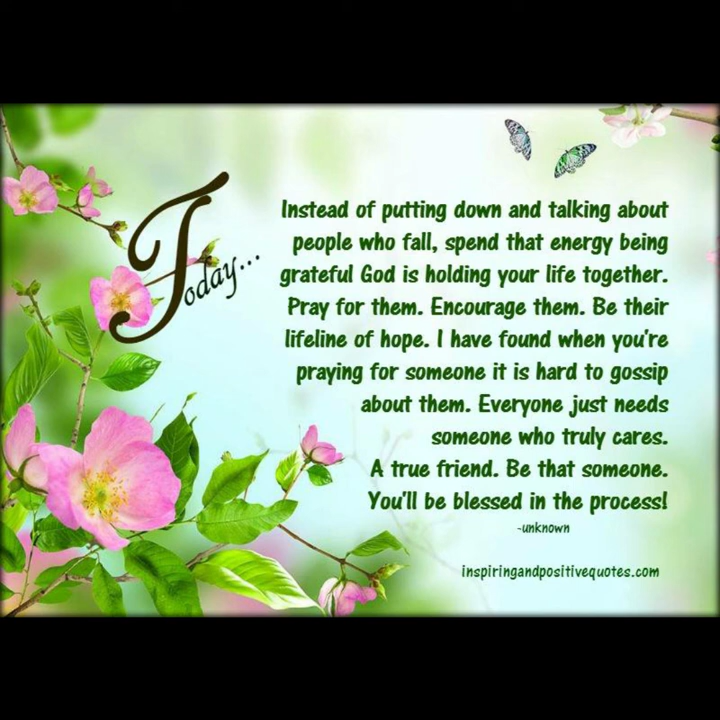 Today...
Instead of putting down and talking about
people who fall, spend that energy being
grateful God is holding your life together.
Pray for them. Encourage them. Be their
lifeline of hope. I have found when you're
praying for someone it is hard to gossip
about them. Everyone just needs
someone who truly cares.
A true friend. Be that someone.
You'll be blessed in the process!
-unknown
inspiringandpositivequotes.com